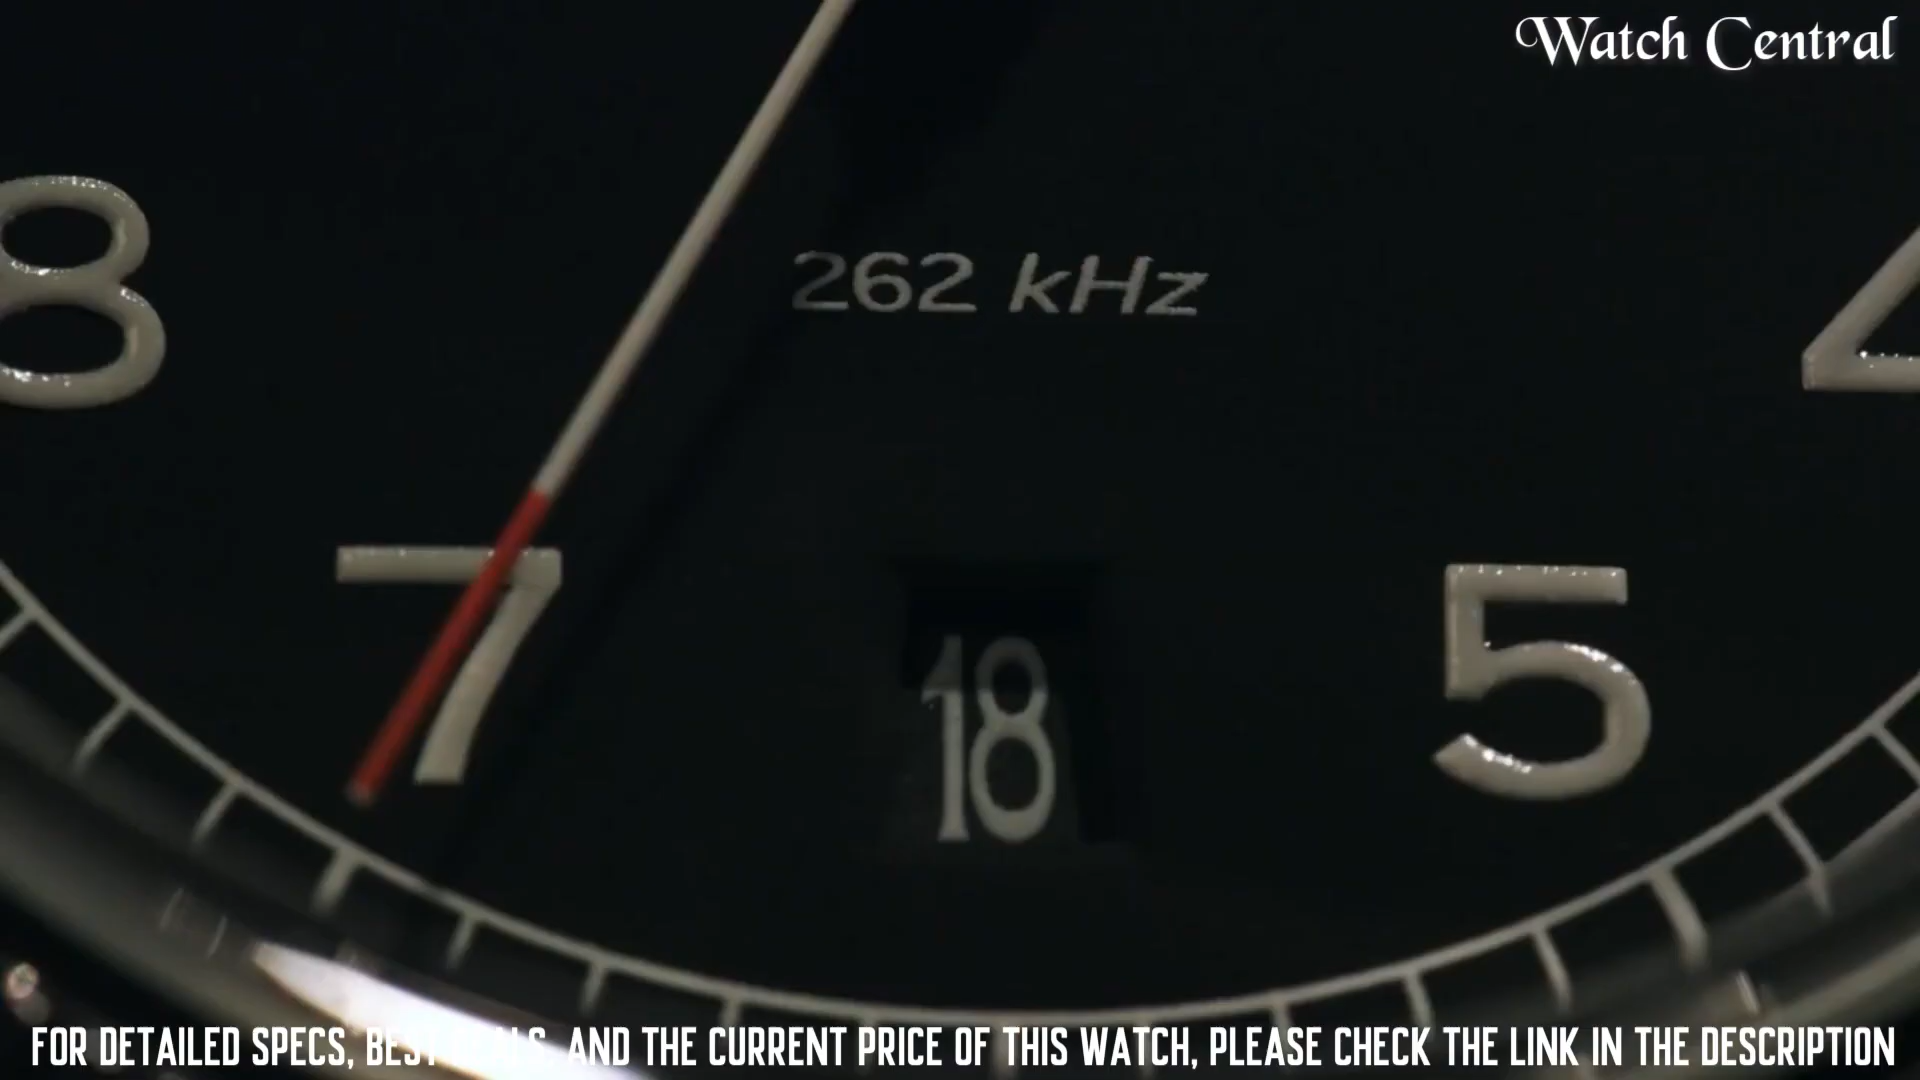 Watch Central
8
262 kHz
4
7
18
5
FOR DETAILED SPECS, BEST DEALS, AND THE CURRENT PRICE OF THIS WATCH, PLEASE CHECK THE LINK IN THE DESCRIPTION